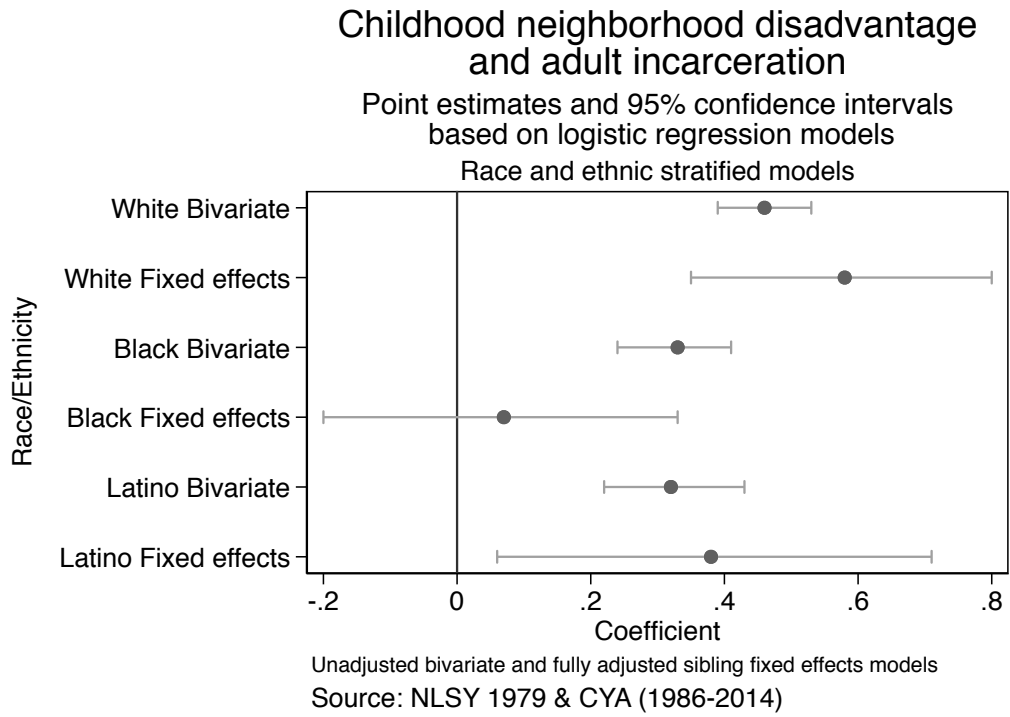 Childhood neighborhood disadvantage
and adult incarceration
Point estimates and 95% confidence intervals
based on logistic regression models
Race and ethnic stratified models
Race/Ethnicity
White Bivariate
White Fixed effects
Black Bivariate
Black Fixed effects
Latino Bivariate
Latino Fixed effects
-.2 0 .2 .4 .6 .8
Coefficient
Unadjusted bivariate and fully adjusted sibling fixed effects models
Source: NLSY 1979 & CYA (1986-2014)